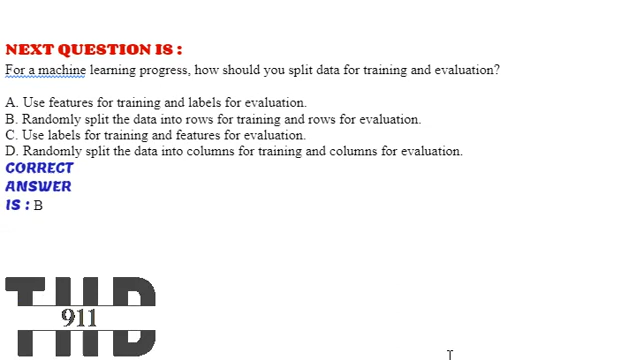 NEXT QUESTION IS :
For a machine learning progress, how should you split data for training and evaluation?
A. Use features for training and labels for evaluation.
B. Randomly split the data into rows for training and rows for evaluation.
C. Use labels for training and features for evaluation.
D. Randomly split the data into columns for training and columns for evaluation.
CORRECT
ANSWER
IS : B
THD
911